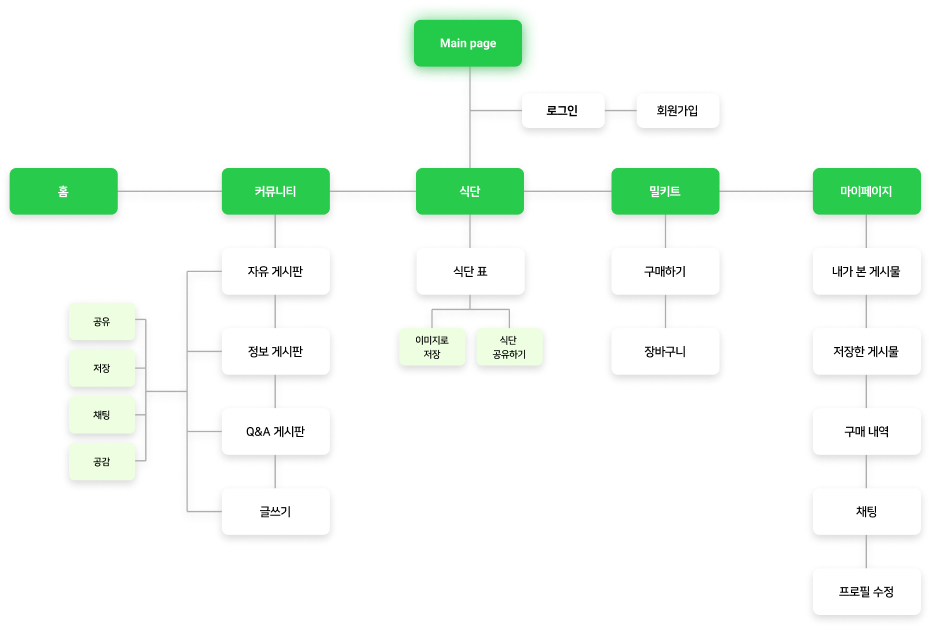 Main page
로그인
회원가입
홈
커뮤니티
식단
밀키트
마이페이지
자유 게시판
식단 표
구매하기
내가 본 게시물
공유
이미지로
저장
식단
공유하기
정보 게시판
장바구니
저장한 게시물
저장
채팅
Q&A 게시판
구매 내역
공감
글쓰기
채팅
프로필 수정